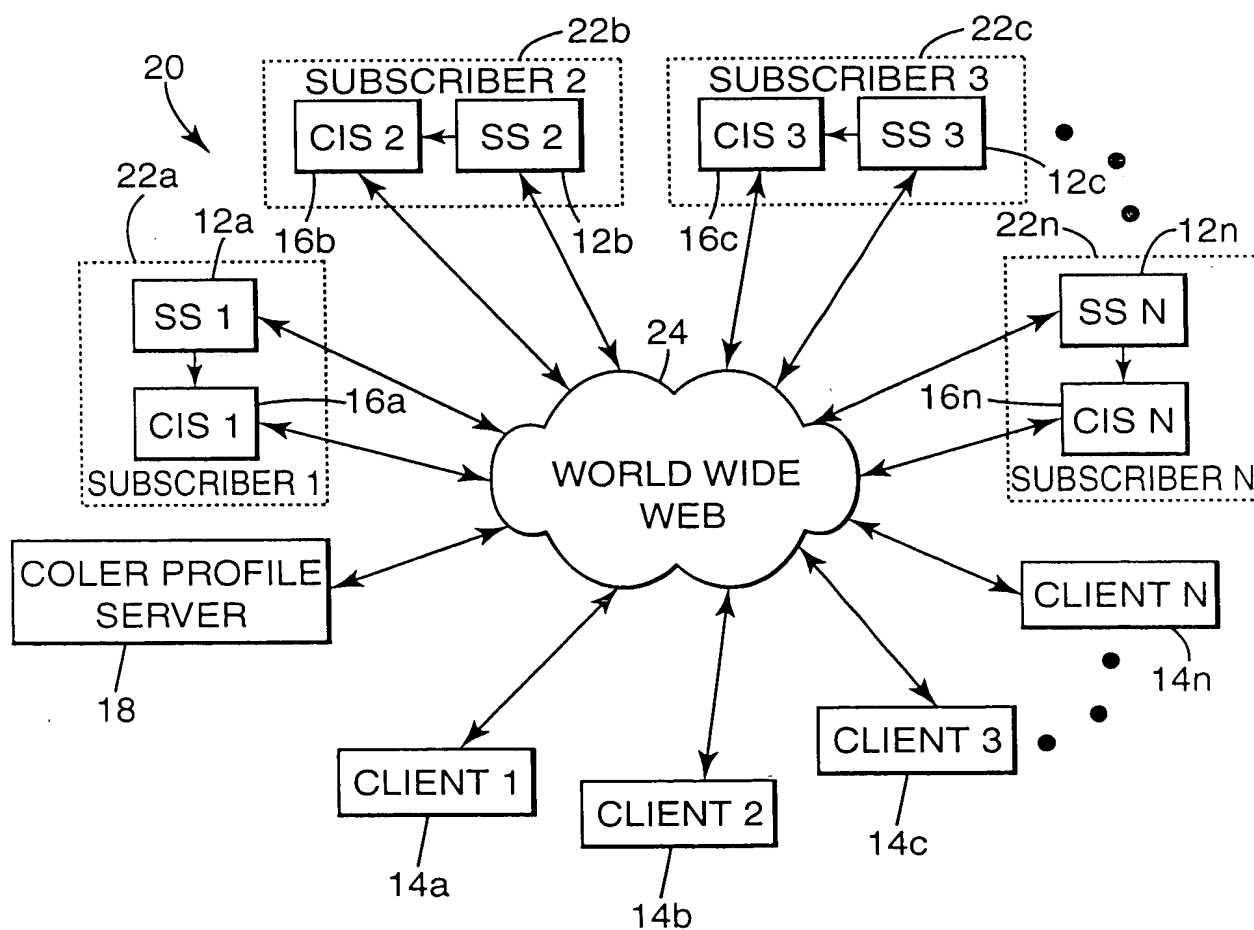 20
22b
22c
SUBSCRIBER 2
SUBSCRIBER 3
CIS 2
SS 2
CIS 3
SS 3
22a
12a
16b
12b
16c
12c
22n
12n
SS 1
SS N
24
16a
16n
CIS 1
CIS N
SUBSCRIBER 1
SUBSCRIBER N
WORLD WIDE
WEB
COLER PROFILE
SERVER
18
CLIENT N
14n
CLIENT 3
14c
CLIENT 1
14a
CLIENT 2
14b